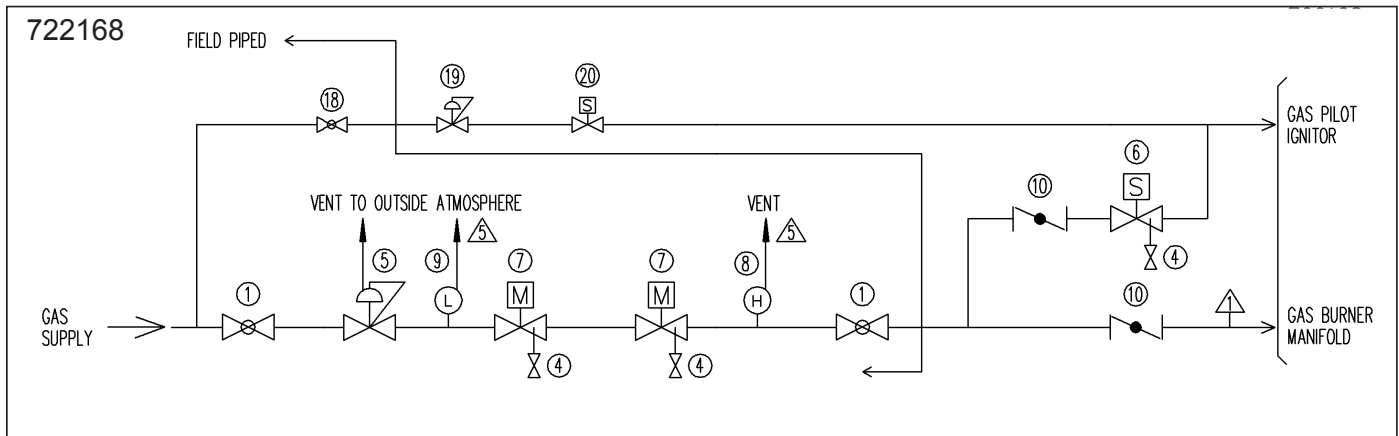 722168
FIELD PIPED
19
20
18
GAS PILOT
IGNITOR
6
S
10
S
VENT TO OUTSIDE ATMOSPHERE
VENT
5
9
5
7
7
8
5
4
1
M
M
10
1
1
L
H
GAS
SUPPLY
GAS BURNER
MANIFOLD
4
4